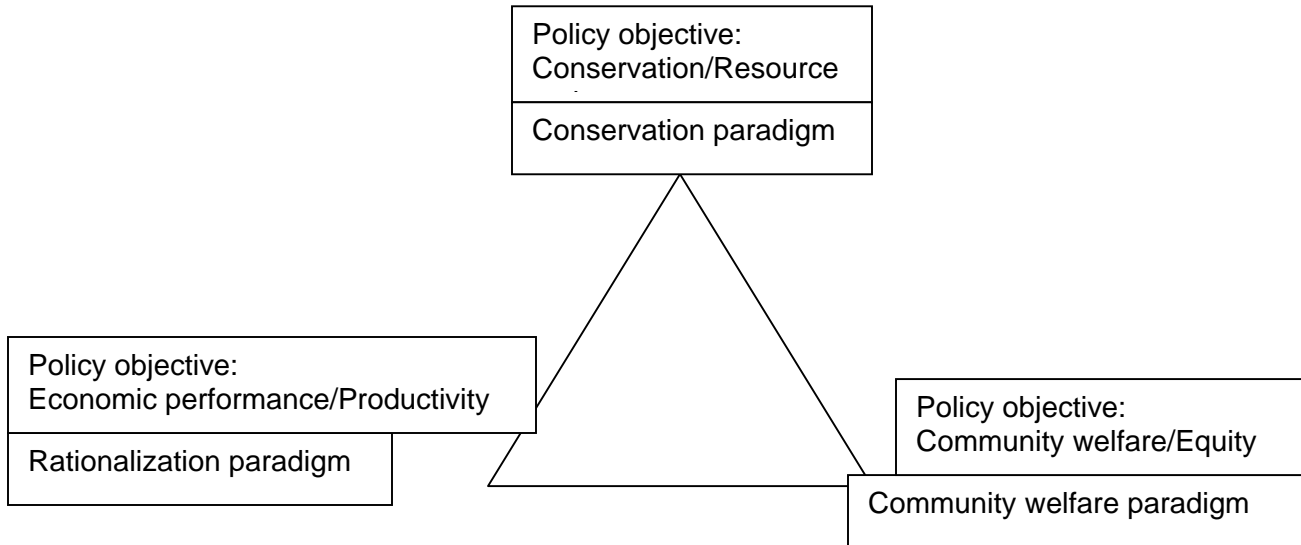 Policy objective:
Conservation/Resource
Conservation paradigm
Policy objective:
Economic performance/Productivity
Rationalization paradigm
Policy objective:
Community welfare/Equity
Community welfare paradigm